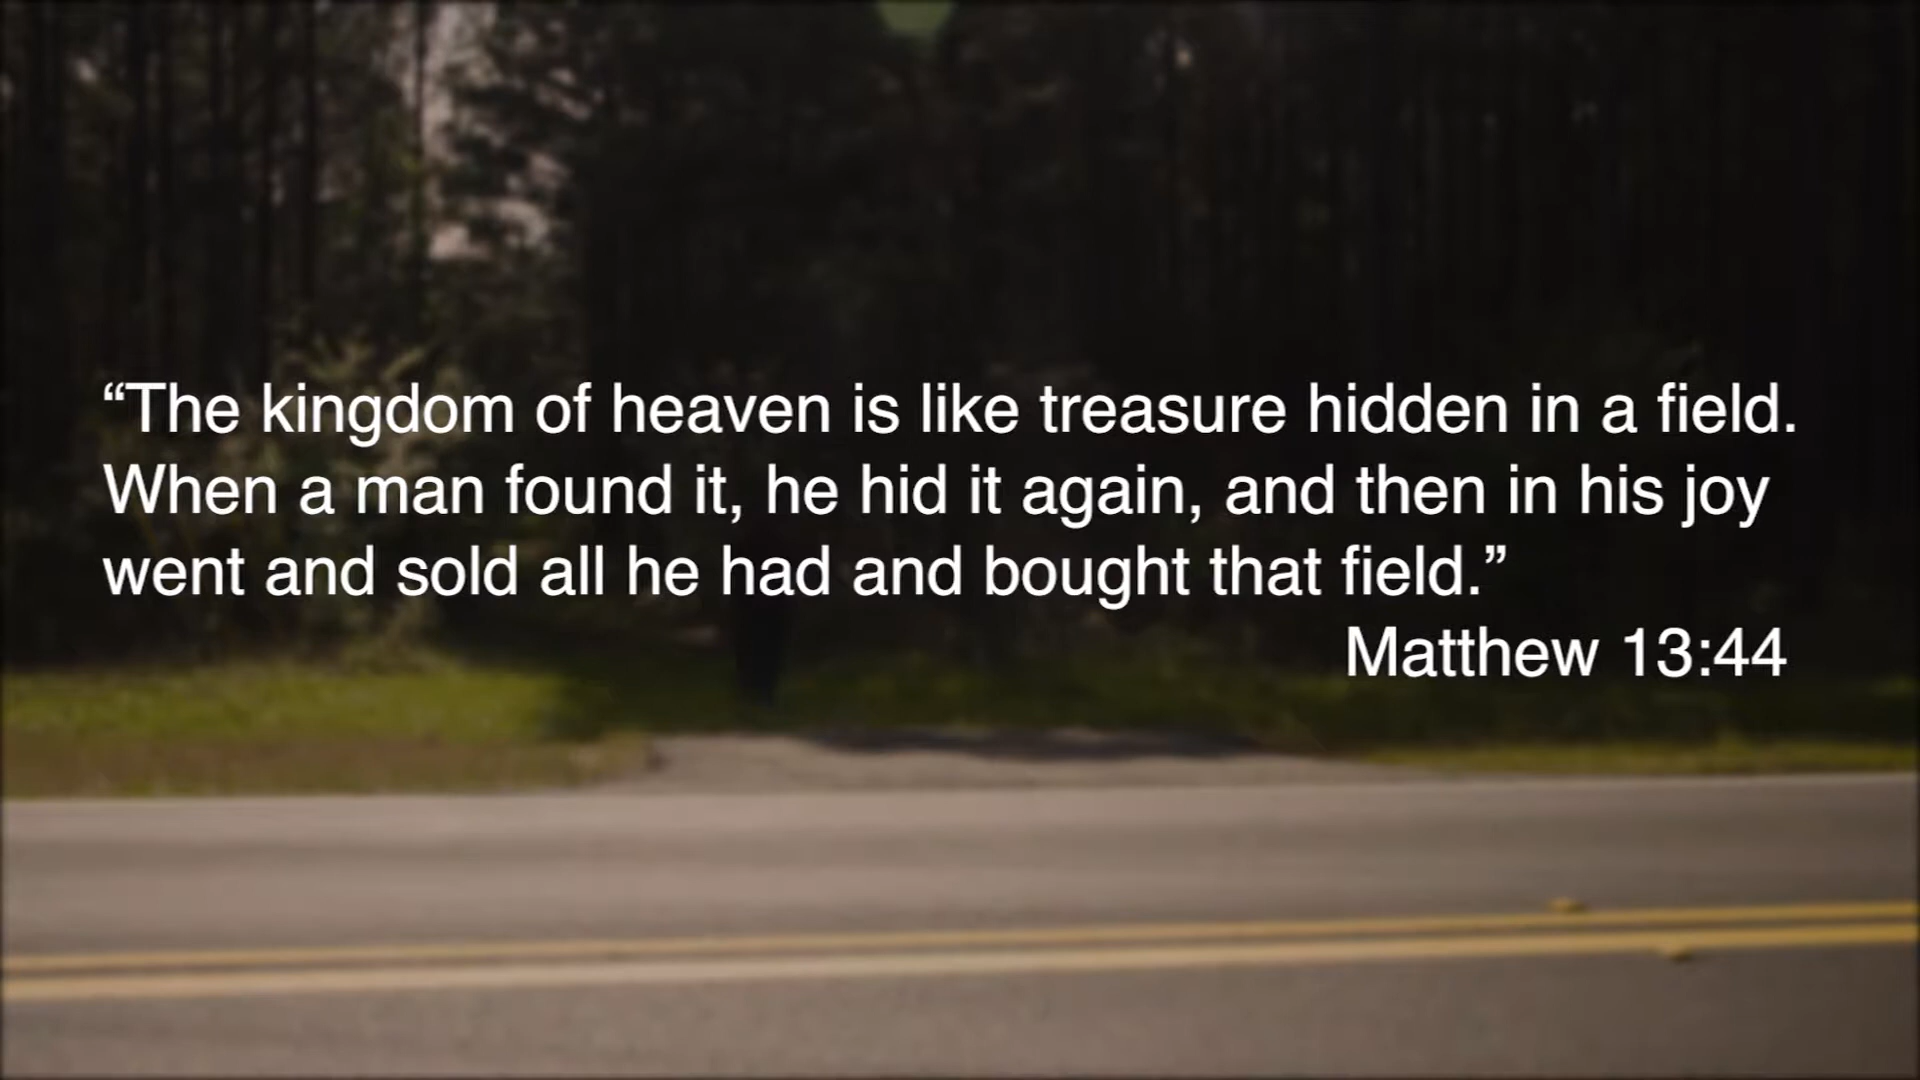 “The kingdom of heaven is like treasure hidden in a field.
When a man found it, he hid it again, and then in his joy
went and sold all he had and bought that field.”
Matthew 13:44